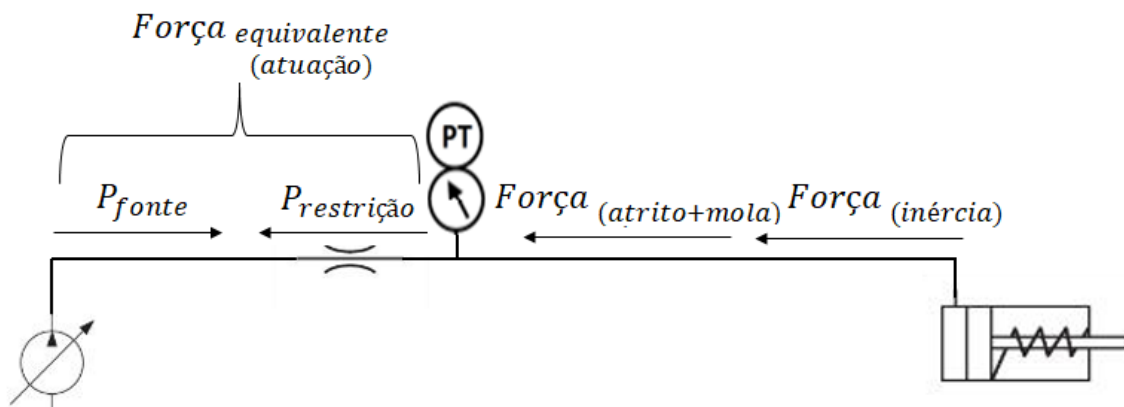 Força equivalente
(atuação)
PT
P fonte
P restrição
Força (atrito+mola)
Força (inércia)